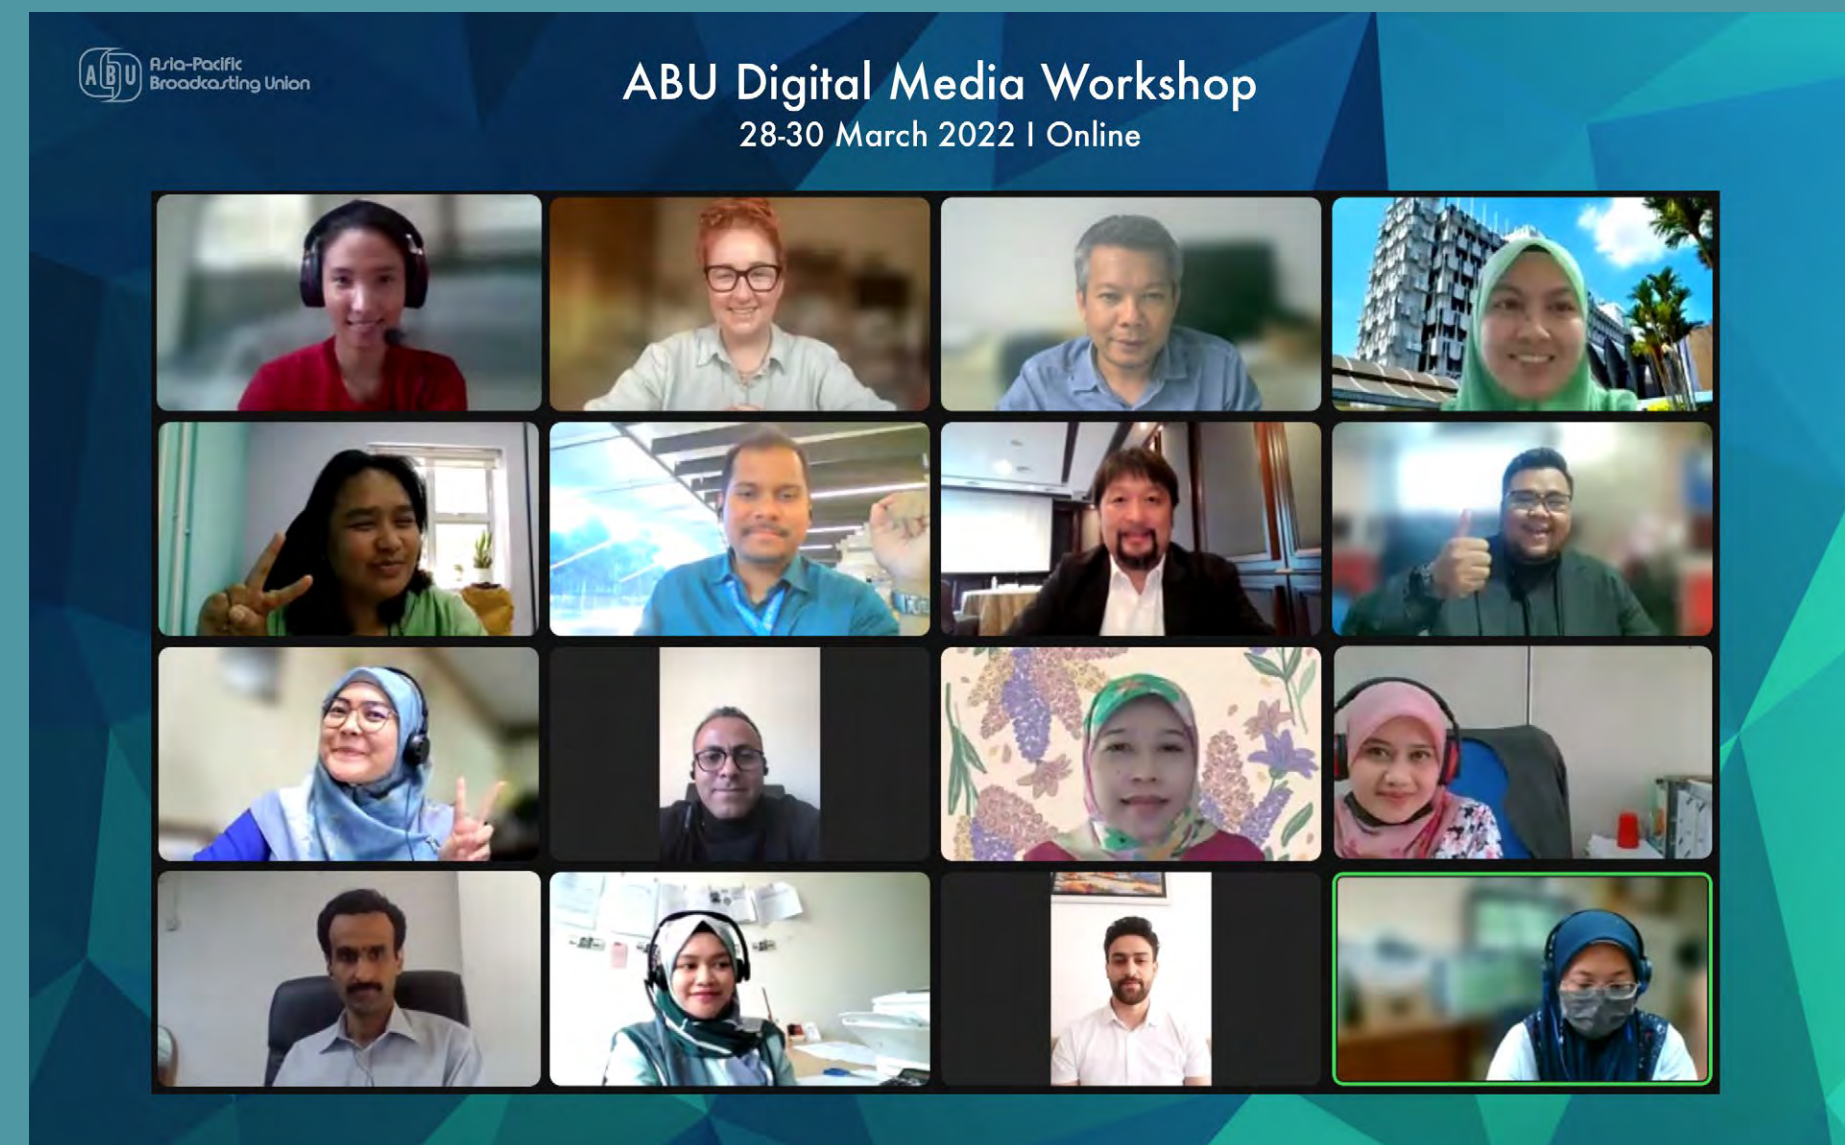 ABU
Asia-Pacific
Broadcasting Union
ABU Digital Media Workshop
28-30 March 2022 | Online